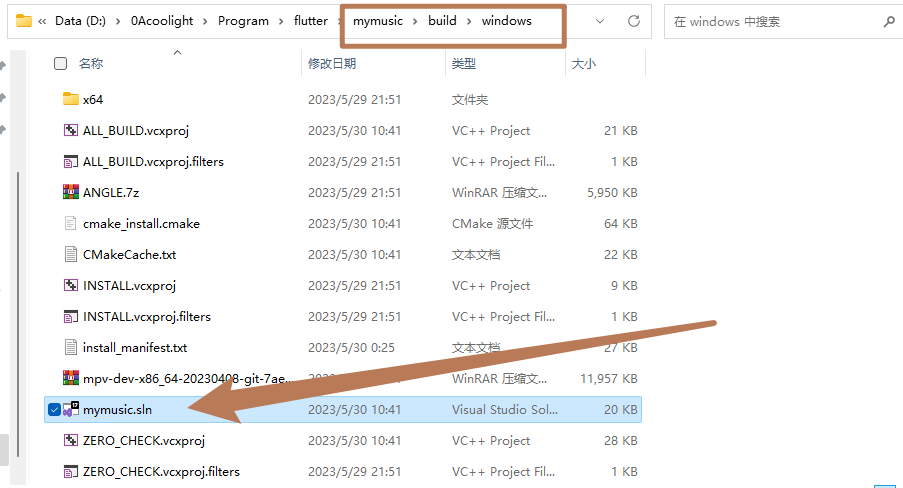 « Data (D:) › 0Acoolight › Program › flutter › mymusic › build › windows
在 windows 中搜索
名称 修改日期 类型 大小
x64 2023/5/29 21:51 文件夹
ALL_BUILD.vcxproj 2023/5/30 10:41 VC++ Project 21 KB
ALL_BUILD.vcxproj.filters 2023/5/29 21:51 VC++ Project Fil... 1 KB
ANGLE.7z 2023/5/29 21:51 WinRAR 压缩文... 5,950 KB
cmake_install.cmake 2023/5/30 10:41 CMake 源文件 64 KB
CMakeCache.txt 2023/5/30 10:41 文本文档 22 KB
INSTALL.vcxproj 2023/5/29 21:51 VC++ Project 9 KB
INSTALL.vcxproj.filters 2023/5/29 21:51 VC++ Project Fil... 1 KB
install_manifest.txt 2023/5/30 0:25 文本文档 27 KB
mpv-dev-x86_64-20230408-git-7ae... WinRAR 压缩文... 11,957 KB
mymusic.sln 2023/5/30 10:41 Visual Studio Sol... 20 KB
ZERO_CHECK.vcxproj 2023/5/30 10:41 VC++ Project 28 KB
ZERO_CHECK.vcxproj.filters 2023/5/29 21:51 VC++ Project Fil... 1 KB